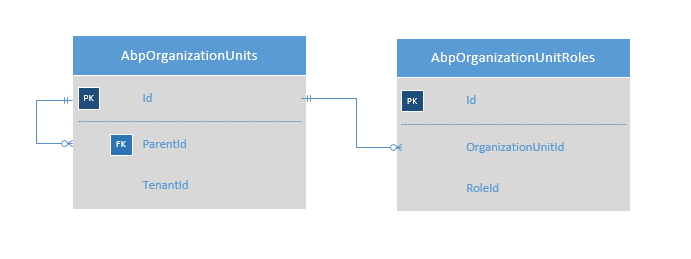 AbpOrganizationUnits
PK Id
FK ParentId
TenantId
AbpOrganizationUnitRoles
PK Id
OrganizationUnitId
RoleId